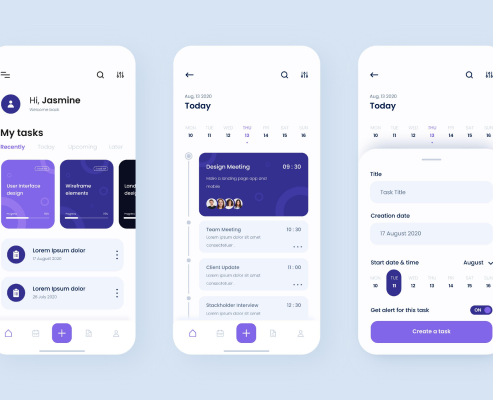 Hi, Jasmine
Welcome back
My tasks
Recently Today Upcoming Later
User interface
design
Progress
Wireframe
elements
Progress
Land
desig
Lorem ipsum dolor
17 August 2020
Lorem ipsum dolor
28 July 2020
Aug, 13 2020
Today
MON TUE WED THU FRI SAT SUN
10 11 12 13 14 15 16
Design Meeting 09 : 30
Make a landing page app and
mobile
Team Meeting 10 : 30
Lorem ipsum dolor sit amet
consectetuer
Client Update 11 : 00
Lorem ipsum dolor sit amet
consectetuer
Stackholder Interview 12 : 30
Lorem ipsum dolor sit amet
Aug, 13 2020
Today
MON TUE WED THU FRI SAT SUN
10 11 12 13 14 15 16
Title
Task Title
Creation date
17 August 2020
Start date & time August
MON TUE WED THU FRI SAT SUN
10 11 12 13 14 15 16
Get alert for this task ON
Create a task